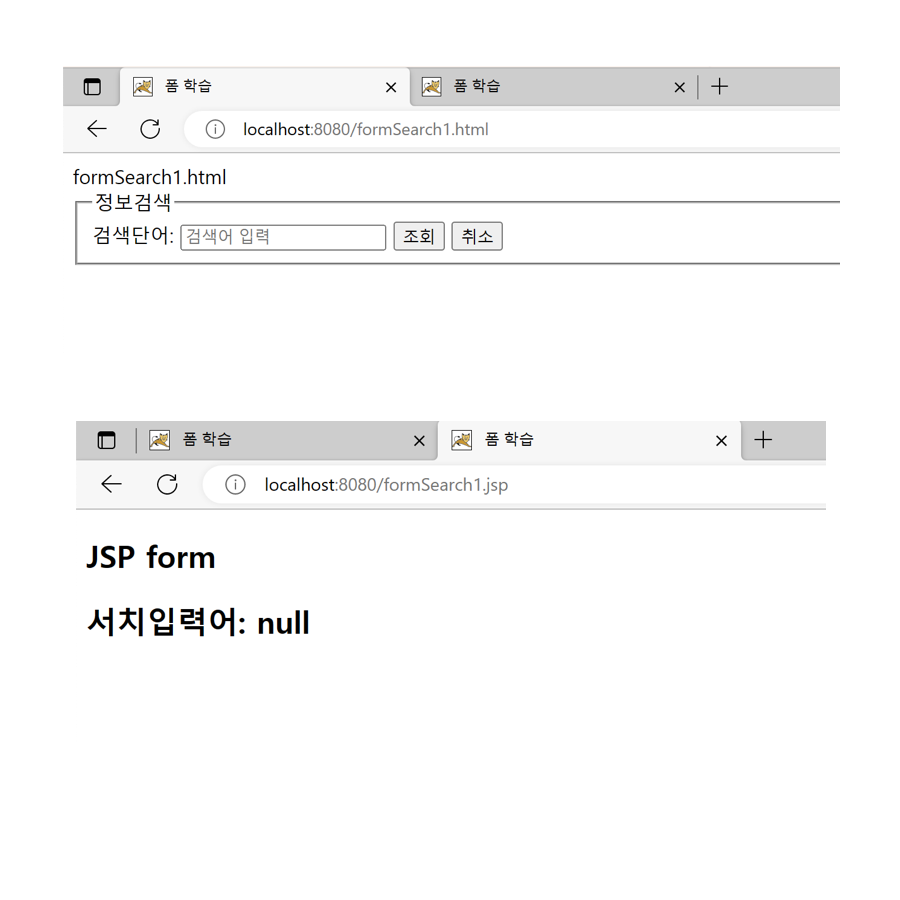 폼 학습 폼 학습
localhost:8080/formSearch1.html
formSearch1.html
정보검색
검색단어: 검색어 입력 조회 취소
폼 학습 폼 학습
localhost:8080/formSearch1.jsp
JSP form
서치입력어: null